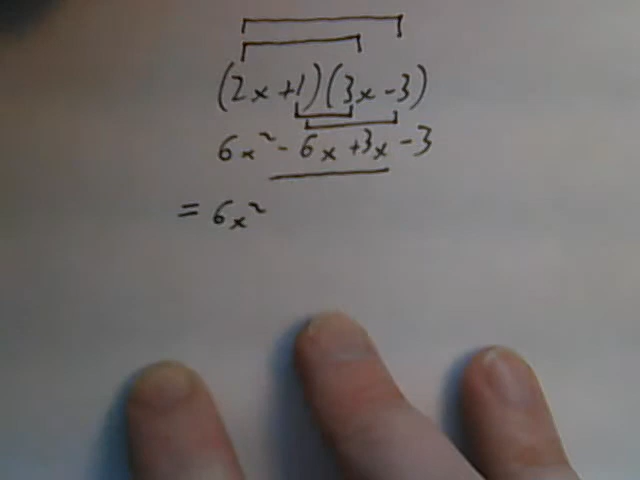 (2x+1)(3x-3)
6x²-6x+3x-3
=6x²